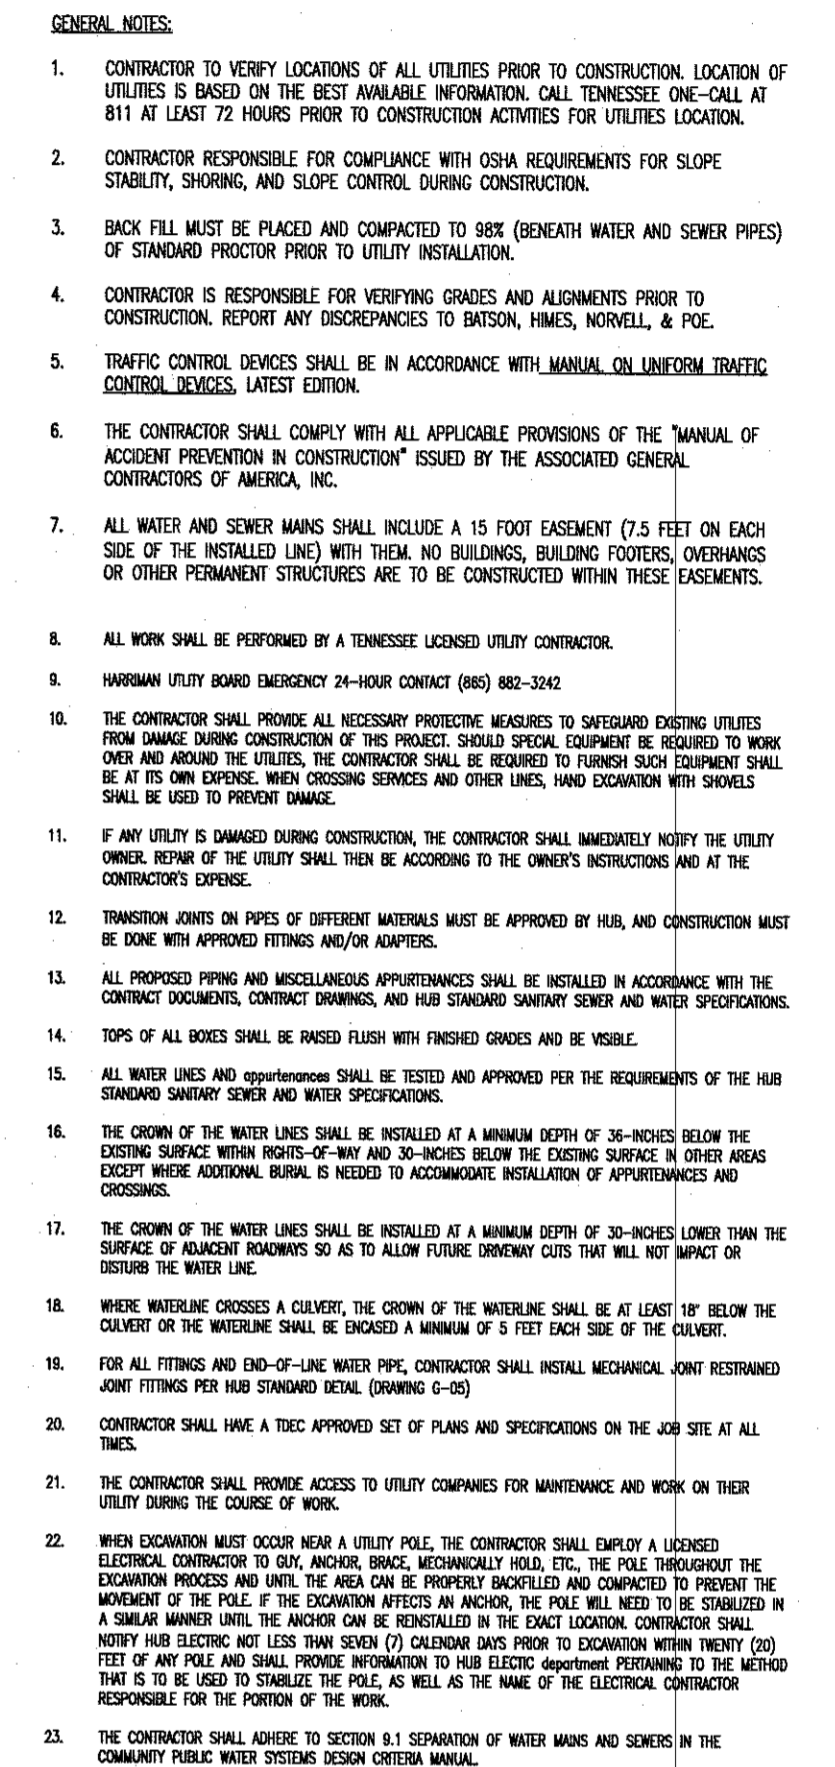 GENERAL NOTES:
1. CONTRACTOR TO VERIFY LOCATIONS OF ALL UTILITIES PRIOR TO CONSTRUCTION. LOCATION OF
UTILITIES IS BASED ON THE BEST AVAILABLE INFORMATION. CALL TENNESSEE ONE-CALL AT
811 AT LEAST 72 HOURS PRIOR TO CONSTRUCTION ACTIVITIES FOR UTILITIES LOCATION.
2. CONTRACTOR RESPONSIBLE FOR COMPLIANCE WITH OSHA REQUIREMENTS FOR SLOPE
STABILITY, SHORING, AND SLOPE CONTROL DURING CONSTRUCTION.
3. BACK FILL MUST BE PLACED AND COMPACTED TO 98% (BENEATH WATER AND SEWER PIPES)
OF STANDARD PROCTOR PRIOR TO UTILITY INSTALLATION.
4. CONTRACTOR IS RESPONSIBLE FOR VERIFYING GRADES AND ALIGNMENTS PRIOR TO
CONSTRUCTION. REPORT ANY DISCREPANCIES TO BATSON, HIMES, NORVELL, & POE.
5. TRAFFIC CONTROL DEVICES SHALL BE IN ACCORDANCE WITH MANUAL ON UNIFORM TRAFFIC
CONTROL DEVICES, LATEST EDITION.
6. THE CONTRACTOR SHALL COMPLY WITH ALL APPLICABLE PROVISIONS OF THE "MANUAL OF
ACCIDENT PREVENTION IN CONSTRUCTION" ISSUED BY THE ASSOCIATED GENERAL
CONTRACTORS OF AMERICA, INC.
7. ALL WATER AND SEWER MAINS SHALL INCLUDE A 15 FOOT EASEMENT (7.5 FEET ON EACH
SIDE OF THE INSTALLED LINE) WITH THEM. NO BUILDINGS, BUILDING FOOTERS, OVERHANGS
OR OTHER PERMANENT STRUCTURES ARE TO BE CONSTRUCTED WITHIN THESE EASEMENTS.
8. ALL WORK SHALL BE PERFORMED BY A TENNESSEE LICENSED UTILITY CONTRACTOR.
9. HARRIMAN UTILITY BOARD EMERGENCY 24-HOUR CONTACT (865) 882-3242
10. THE CONTRACTOR SHALL PROVIDE ALL NECESSARY PROTECTIVE MEASURES TO SAFEGUARD EXISTING UTILITES
FROM DAMAGE DURING CONSTRUCTION OF THIS PROJECT. SHOULD SPECIAL EQUIPMENT BE REQUIRED TO WORK
OVER AND AROUND THE UTILITES, THE CONTRACTOR SHALL BE REQUIRED TO FURNISH SUCH EQUIPMENT SHALL
BE AT ITS OWN EXPENSE. WHEN CROSSING SERVICES AND OTHER LINES, HAND EXCAVATION WITH SHOVELS
SHALL BE USED TO PREVENT DAMAGE.
11. IF ANY UTILITY IS DAMAGED DURING CONSTRUCTION, THE CONTRACTOR SHALL IMMEDIATELY NOTIFY THE UTILITY
OWNER. REPAIR OF THE UTILITY SHALL THEN BE ACCORDING TO THE OWNER'S INSTRUCTIONS AND AT THE
CONTRACTOR'S EXPENSE.
12. TRANSITION JOINTS ON PIPES OF DIFFERENT MATERIALS MUST BE APPROVED BY HUB, AND CONSTRUCTION MUST
BE DONE WITH APPROVED FITTINGS AND/OR ADAPTERS.
13. ALL PROPOSED PIPING AND MISCELLANEOUS APPURTENANCES SHALL BE INSTALLED IN ACCORDANCE WITH THE
CONTRACT DOCUMENTS, CONTRACT DRAWINGS, AND HUB STANDARD SANITARY SEWER AND WATER SPECIFICATIONS.
14. TOPS OF ALL BOXES SHALL BE RAISED FLUSH WITH FINISHED GRADES AND BE VISIBLE.
15. ALL WATER LINES AND appurtenances SHALL BE TESTED AND APPROVED PER THE REQUIREMENTS OF THE HUB
STANDARD SANITARY SEWER AND WATER SPECIFICATIONS.
16. THE CROWN OF THE WATER LINES SHALL BE INSTALLED AT A MINIMUM DEPTH OF 36-INCHES BELOW THE
EXISTING SURFACE WITHIN RIGHTS-OF-WAY AND 30-INCHES BELOW THE EXISTING SURFACE IN OTHER AREAS
EXCEPT WHERE ADDITIONAL BURIAL IS NEEDED TO ACCOMMODATE INSTALLATION OF APPURTENANCES AND
CROSSINGS.
17. THE CROWN OF THE WATER LINES SHALL BE INSTALLED AT A MINIMUM DEPTH OF 30-INCHES LOWER THAN THE
SURFACE OF ADJACENT ROADWAYS SO AS TO ALLOW FUTURE DRIVEWAY CUTS THAT WILL NOT IMPACT OR
DISTURB THE WATER LINE.
18. WHERE WATERLINE CROSSES A CULVERT, THE CROWN OF THE WATERLINE SHALL BE AT LEAST 18" BELOW THE
CULVERT OR THE WATERLINE SHALL BE ENCASED A MINIMUM OF 5 FEET EACH SIDE OF THE CULVERT.
19. FOR ALL FITTINGS AND END-OF-LINE WATER PIPE, CONTRACTOR SHALL INSTALL MECHANICAL JOINT RESTRAINED
JOINT FITTINGS PER HUB STANDARD DETAIL (DRAWING G-05)
20. CONTRACTOR SHALL HAVE A TDEC APPROVED SET OF PLANS AND SPECIFICATIONS ON THE JOB SITE AT ALL
TIMES.
21. THE CONTRACTOR SHALL PROVIDE ACCESS TO UTILITY COMPANIES FOR MAINTENANCE AND WORK ON THEIR
UTILITY DURING THE COURSE OF WORK.
22. WHEN EXCAVATION MUST OCCUR NEAR A UTILITY POLE, THE CONTRACTOR SHALL EMPLOY A LICENSED
ELECTRICAL CONTRACTOR TO GUY, ANCHOR, BRACE, MECHANICALLY HOLD, ETC., THE POLE THROUGHOUT THE
EXCAVATION PROCESS AND UNTIL THE AREA CAN BE PROPERLY BACKFILLED AND COMPACTED TO PREVENT THE
MOVEMENT OF THE POLE. IF THE EXCAVATION AFFECTS AN ANCHOR, THE POLE WILL NEED TO BE STABILIZED IN
A SIMILAR MANNER UNTIL THE ANCHOR CAN BE REINSTALLED IN THE EXACT LOCATION. CONTRACTOR SHALL
NOTIFY HUB ELECTRIC NOT LESS THAN SEVEN (7) CALENDAR DAYS PRIOR TO EXCAVATION WITHIN TWENTY (20)
FEET OF ANY POLE AND SHALL PROVIDE INFORMATION TO HUB ELECTIC department PERTAINING TO THE METHOD
THAT IS TO BE USED TO STABILIZE THE POLE, AS WELL AS THE NAME OF THE ELECTRICAL CONTRACTOR
RESPONSIBLE FOR THE PORTION OF THE WORK.
23. THE CONTRACTOR SHALL ADHERE TO SECTION 9.1 SEPARATION OF WATER MAINS AND SEWERS IN THE
COMMUNITY PUBLIC WATER SYSTEMS DESIGN CRITERIA MANUAL.